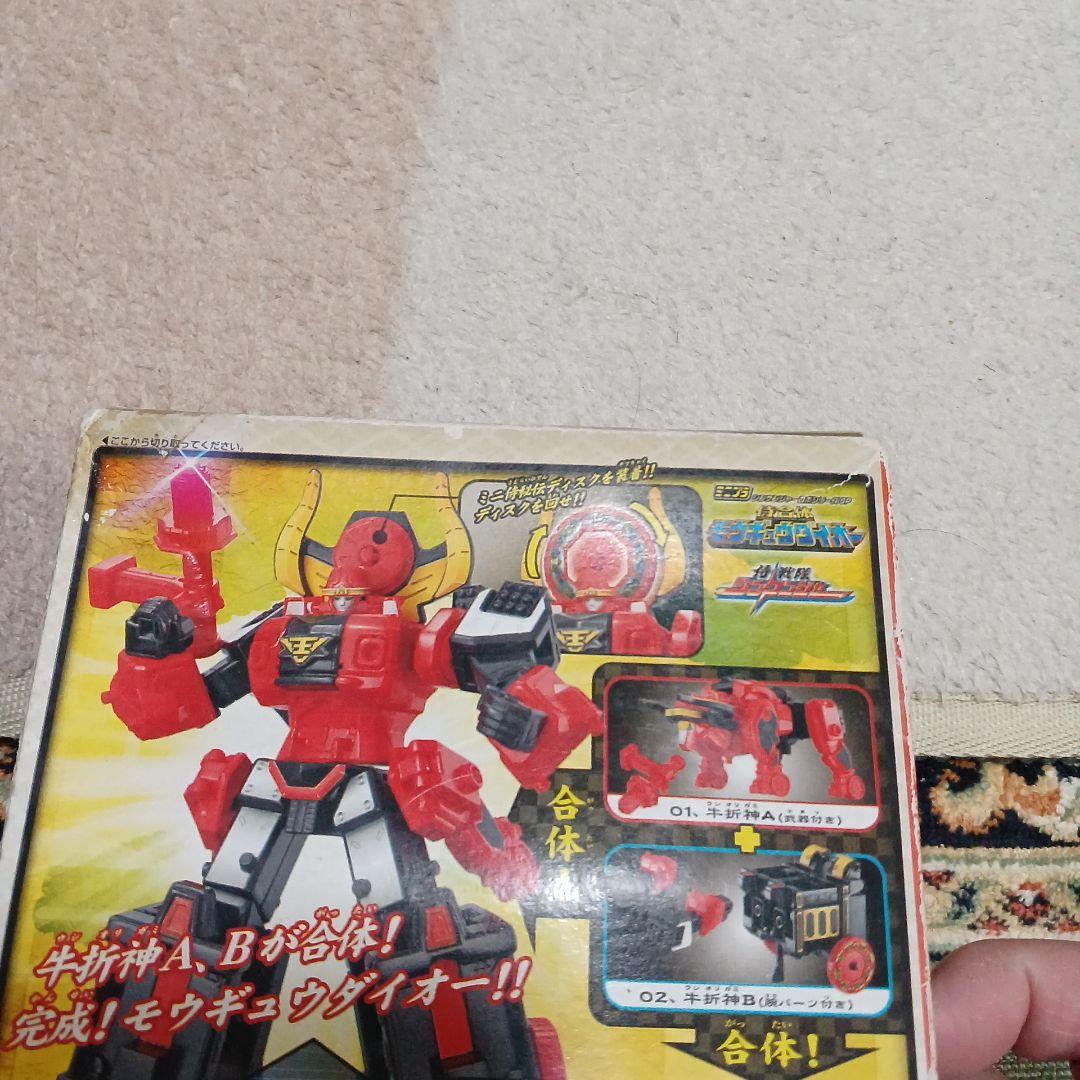 ◀ここから切り取ってください。
ミニ侍秘伝ディスクを装着!!
ディスクを回せ!!
ミニプラ
侍合体
モウギュウダイオー
侍戦隊
シンケンジャー
王
合体!
01、牛折神A(武器付き)
+
02、牛折神B(腕パーツ付き)
牛折神A、Bが合体!
完成!モウギュウダイオー!!
合体!